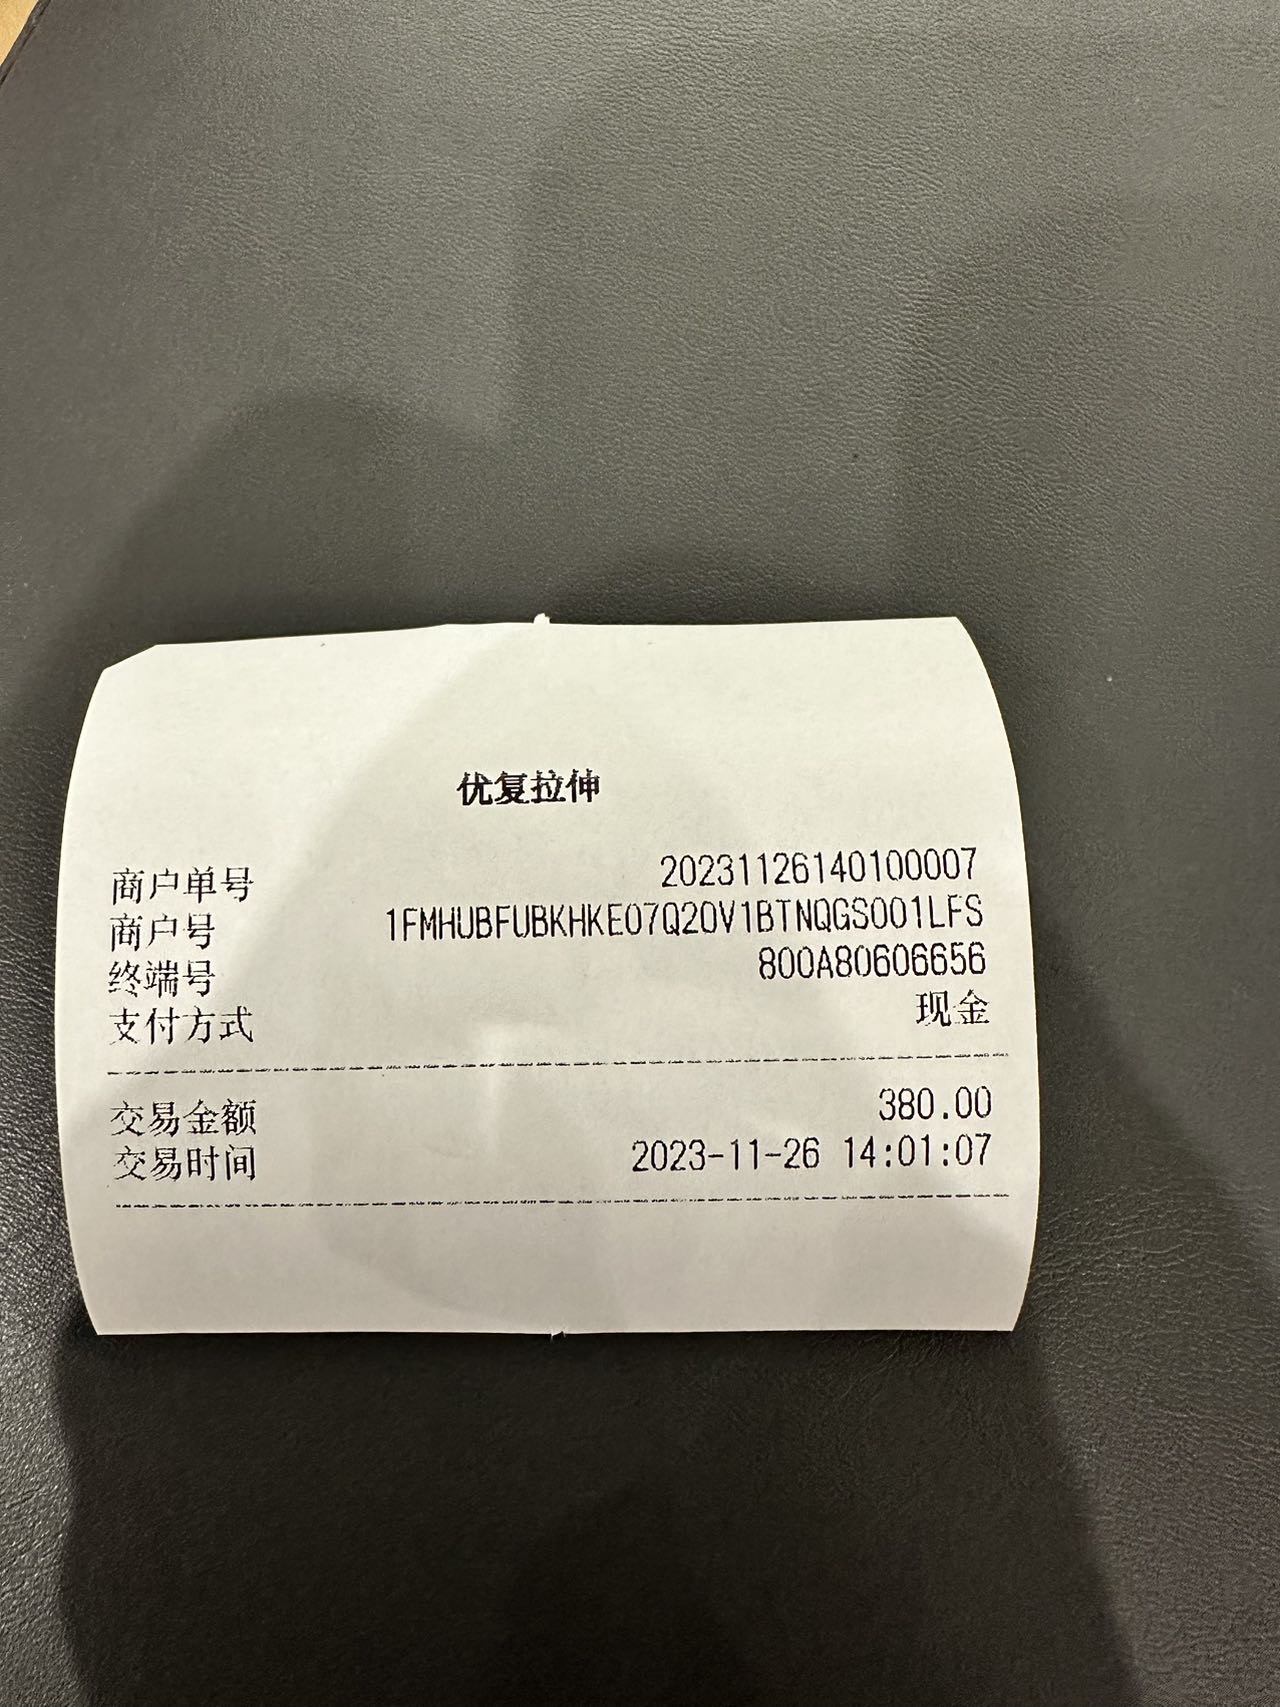 优复拉伸
商户单号 20231126140100007
商户号 1FMHUBFUBKHKE07Q20V1BTNQGS001LFS
终端号 800A80606656
支付方式 现金
交易金额 380.00
交易时间 2023-11-26 14:01:07